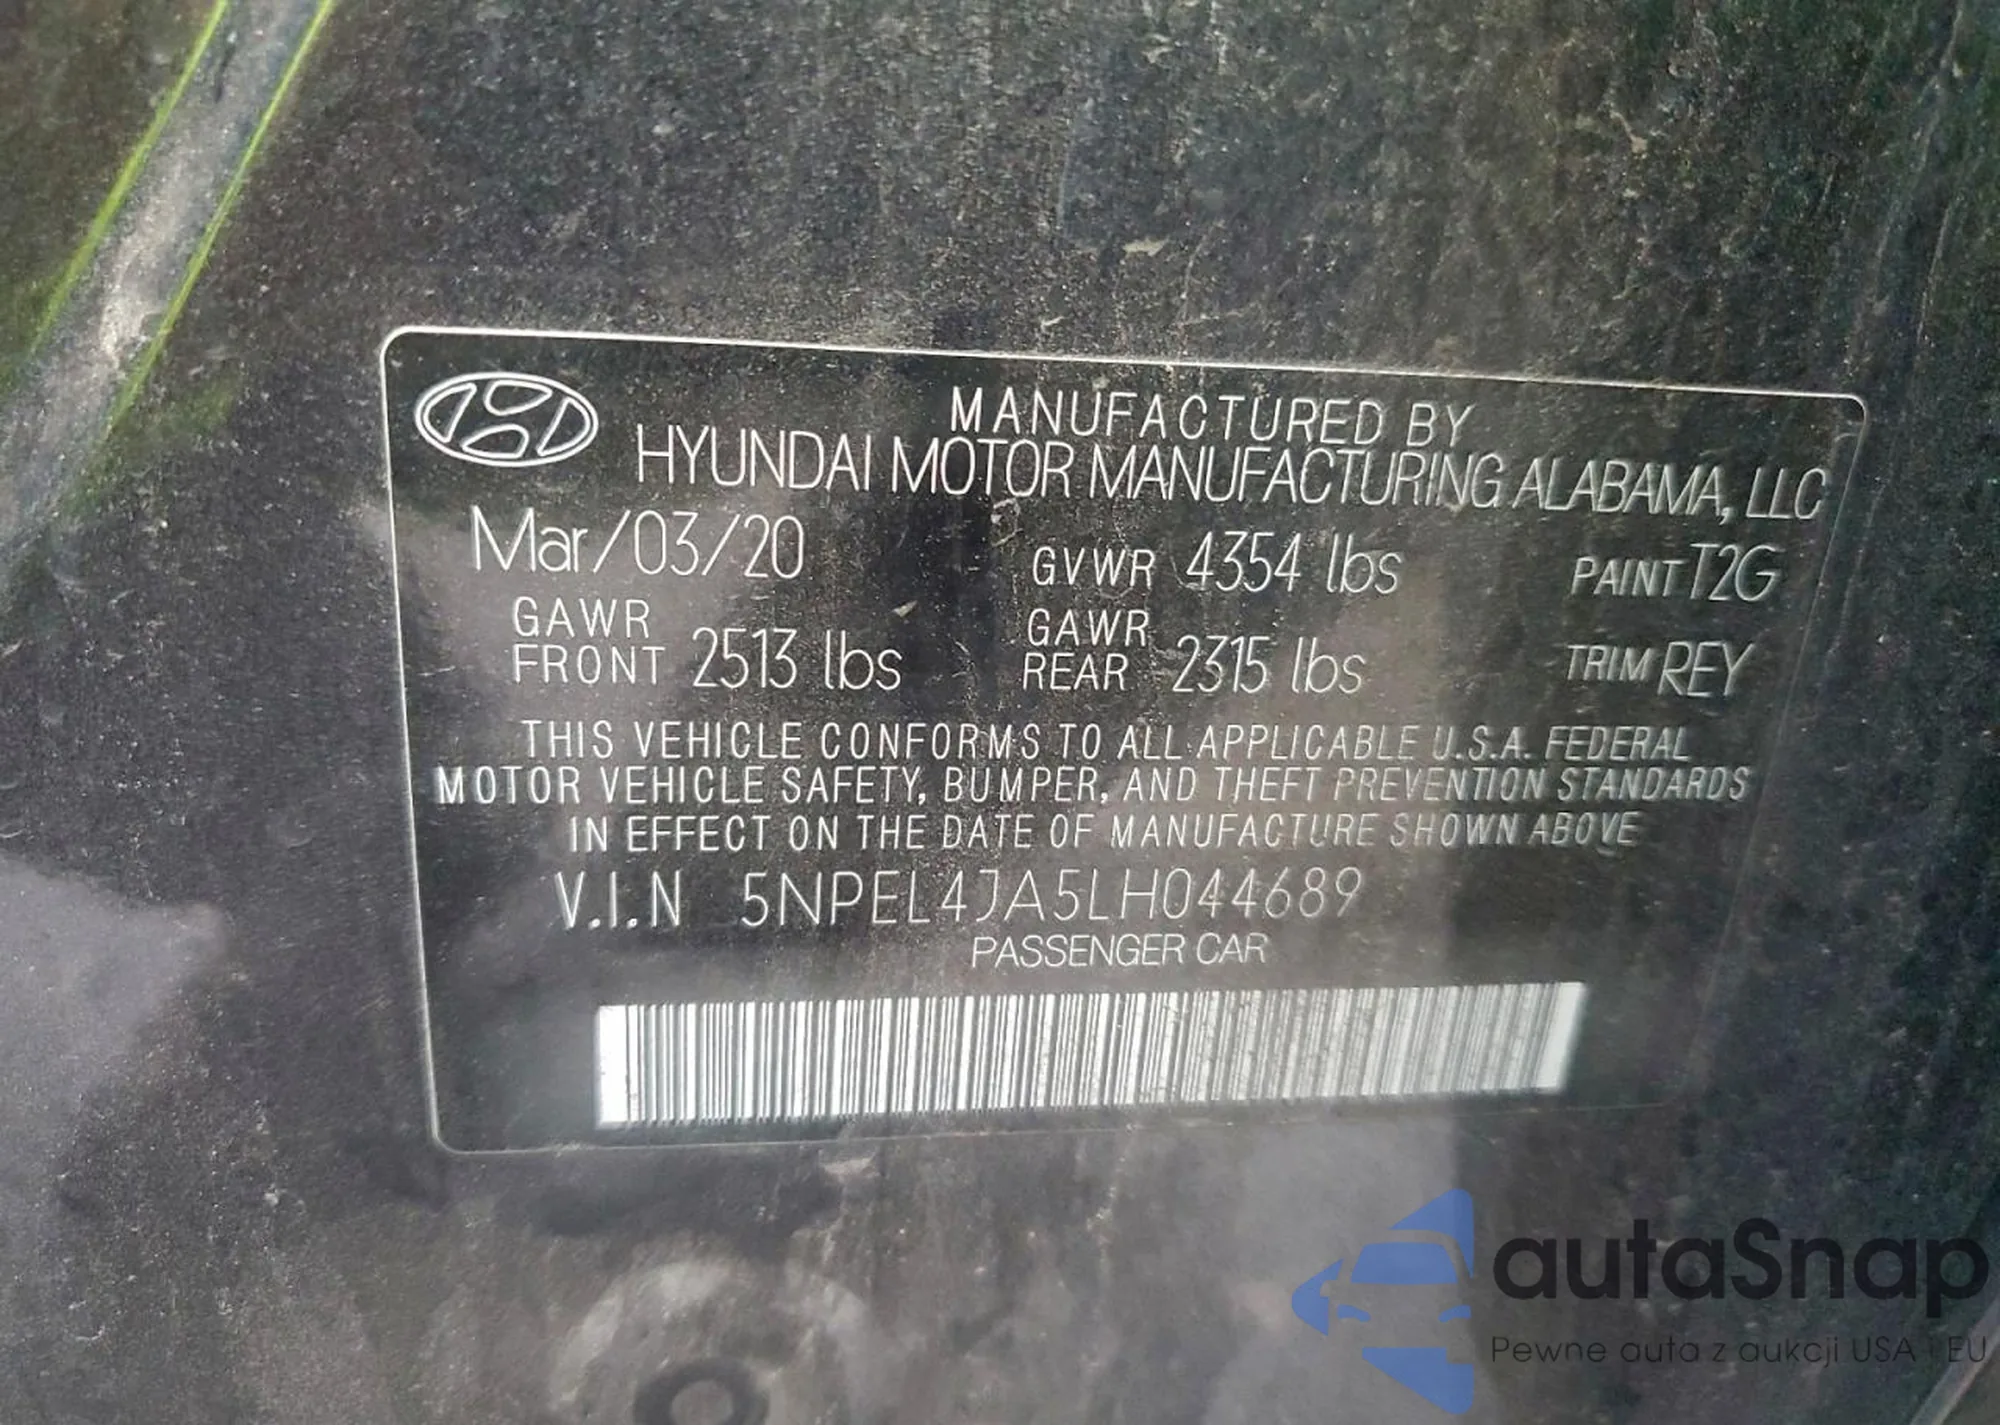 MANUFACTURED BY
HYUNDAI MOTOR MANUFACTURING ALABAMA, LLC
Mar/03/20 GVWR 4354 lbs PAINT T2G
GAWR FRONT 2513 lbs GAWR REAR 2315 lbs TRIM REY
THIS VEHICLE CONFORMS TO ALL APPLICABLE U.S.A. FEDERAL
MOTOR VEHICLE SAFETY, BUMPER, AND THEFT PREVENTION STANDARDS
IN EFFECT ON THE DATE OF MANUFACTURE SHOWN ABOVE
V.I.N 5NPEL4JA5LH044689
PASSENGER CAR
autaSnap
Pewne auta z aukcji USA i EU